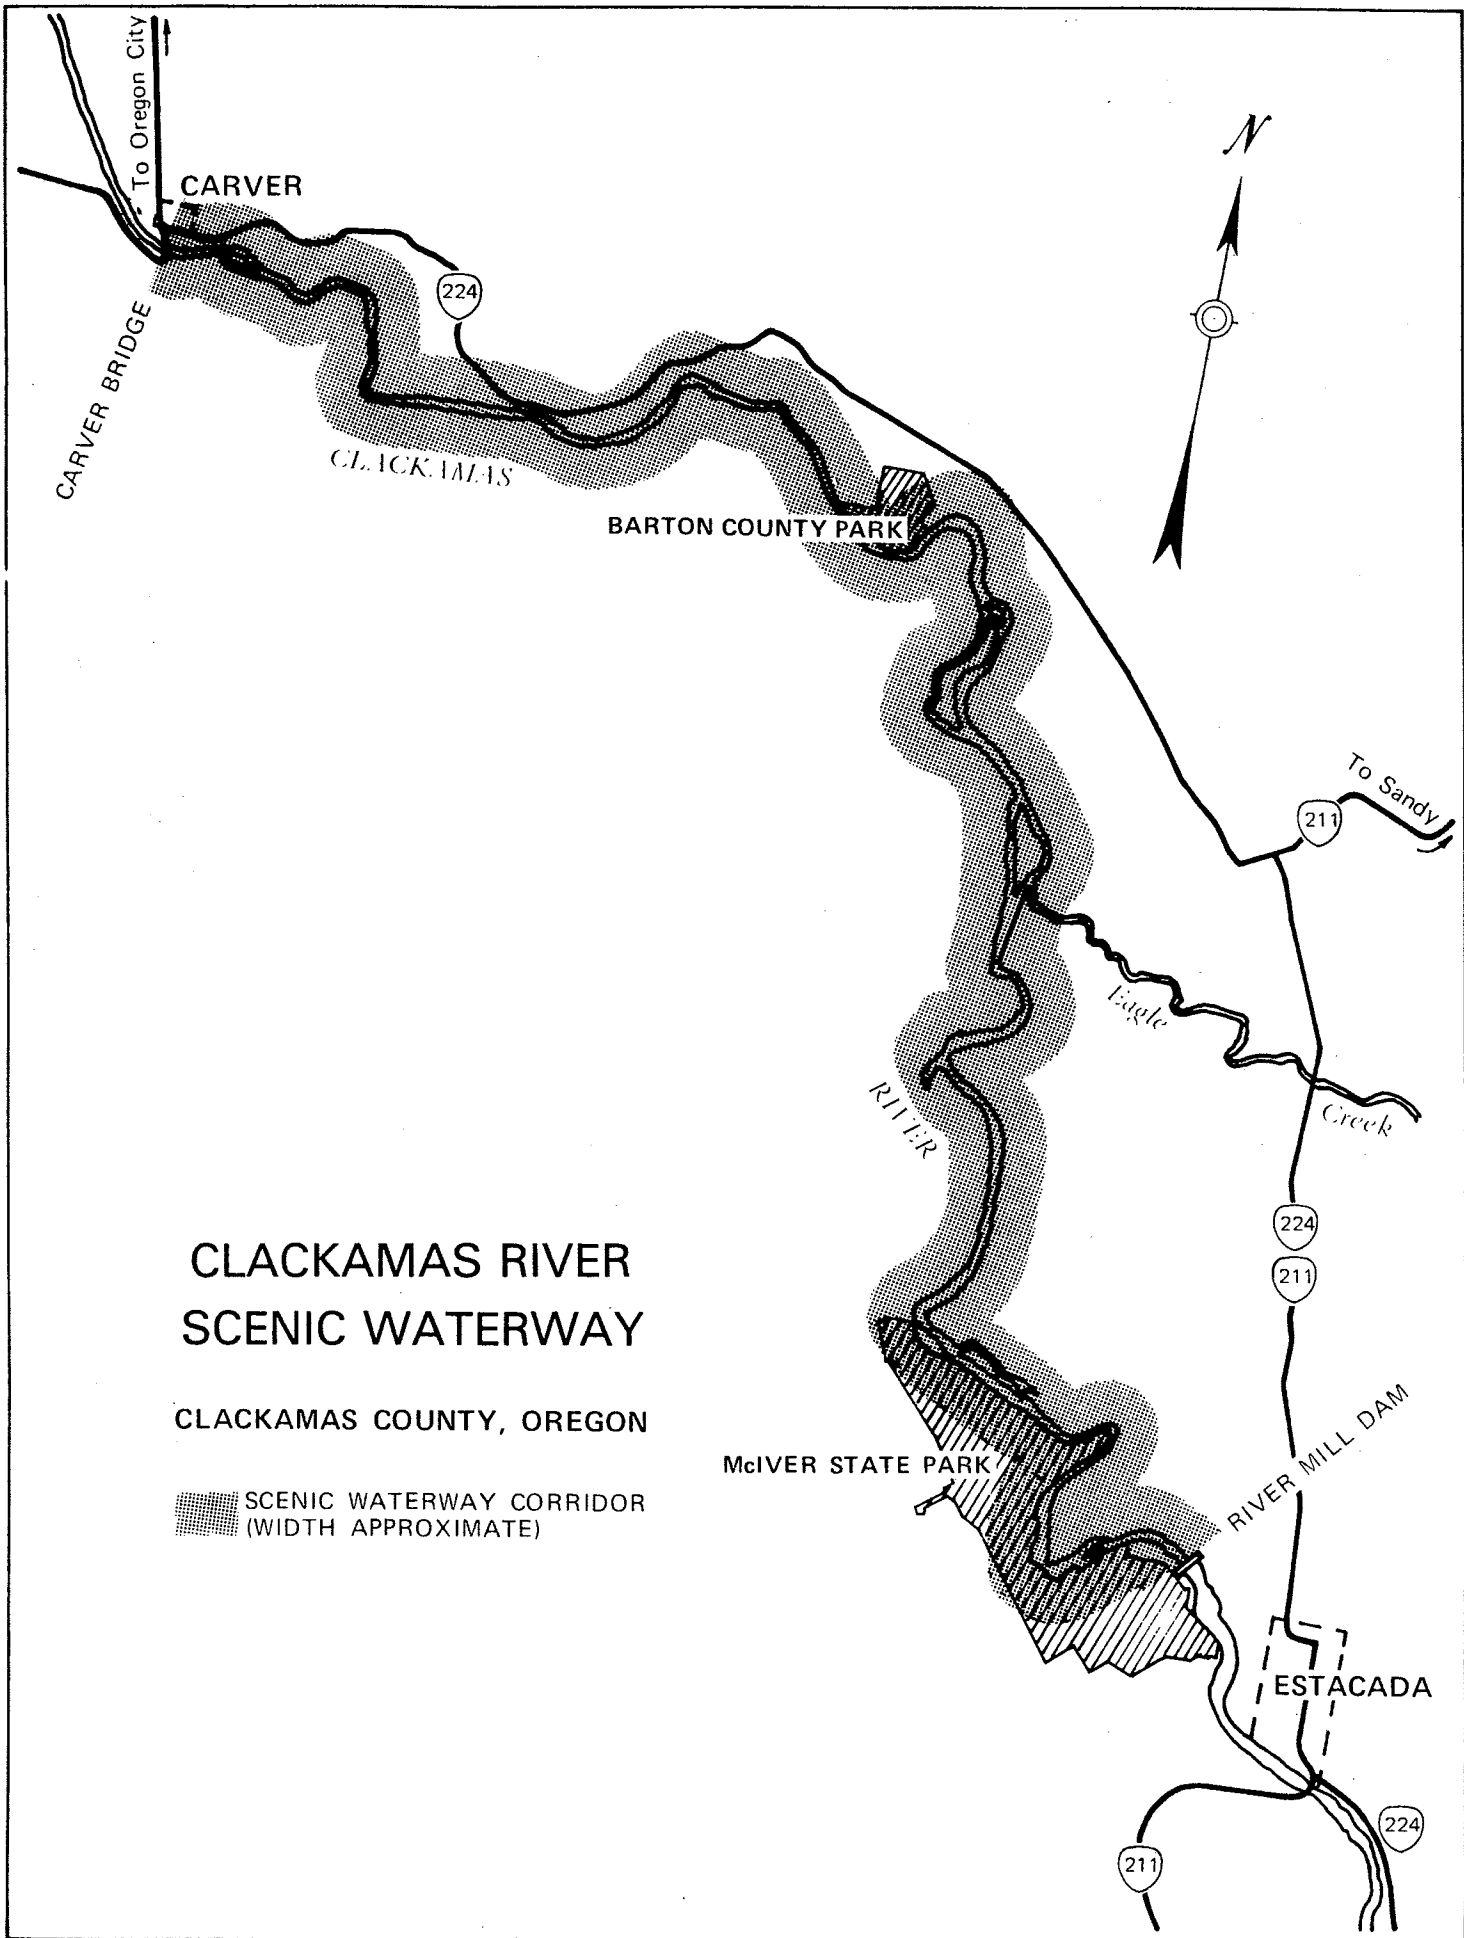 To Oregon City
CARVER
N
224
CARVER BRIDGE
CLACKAMAS
BARTON COUNTY PARK
To Sandy
211
Eagle
Creek
RIVER
224
211
CLACKAMAS RIVER
SCENIC WATERWAY
CLACKAMAS COUNTY, OREGON
SCENIC WATERWAY CORRIDOR
(WIDTH APPROXIMATE)
McIVER STATE PARK
RIVER MILL DAM
ESTACADA
224
211